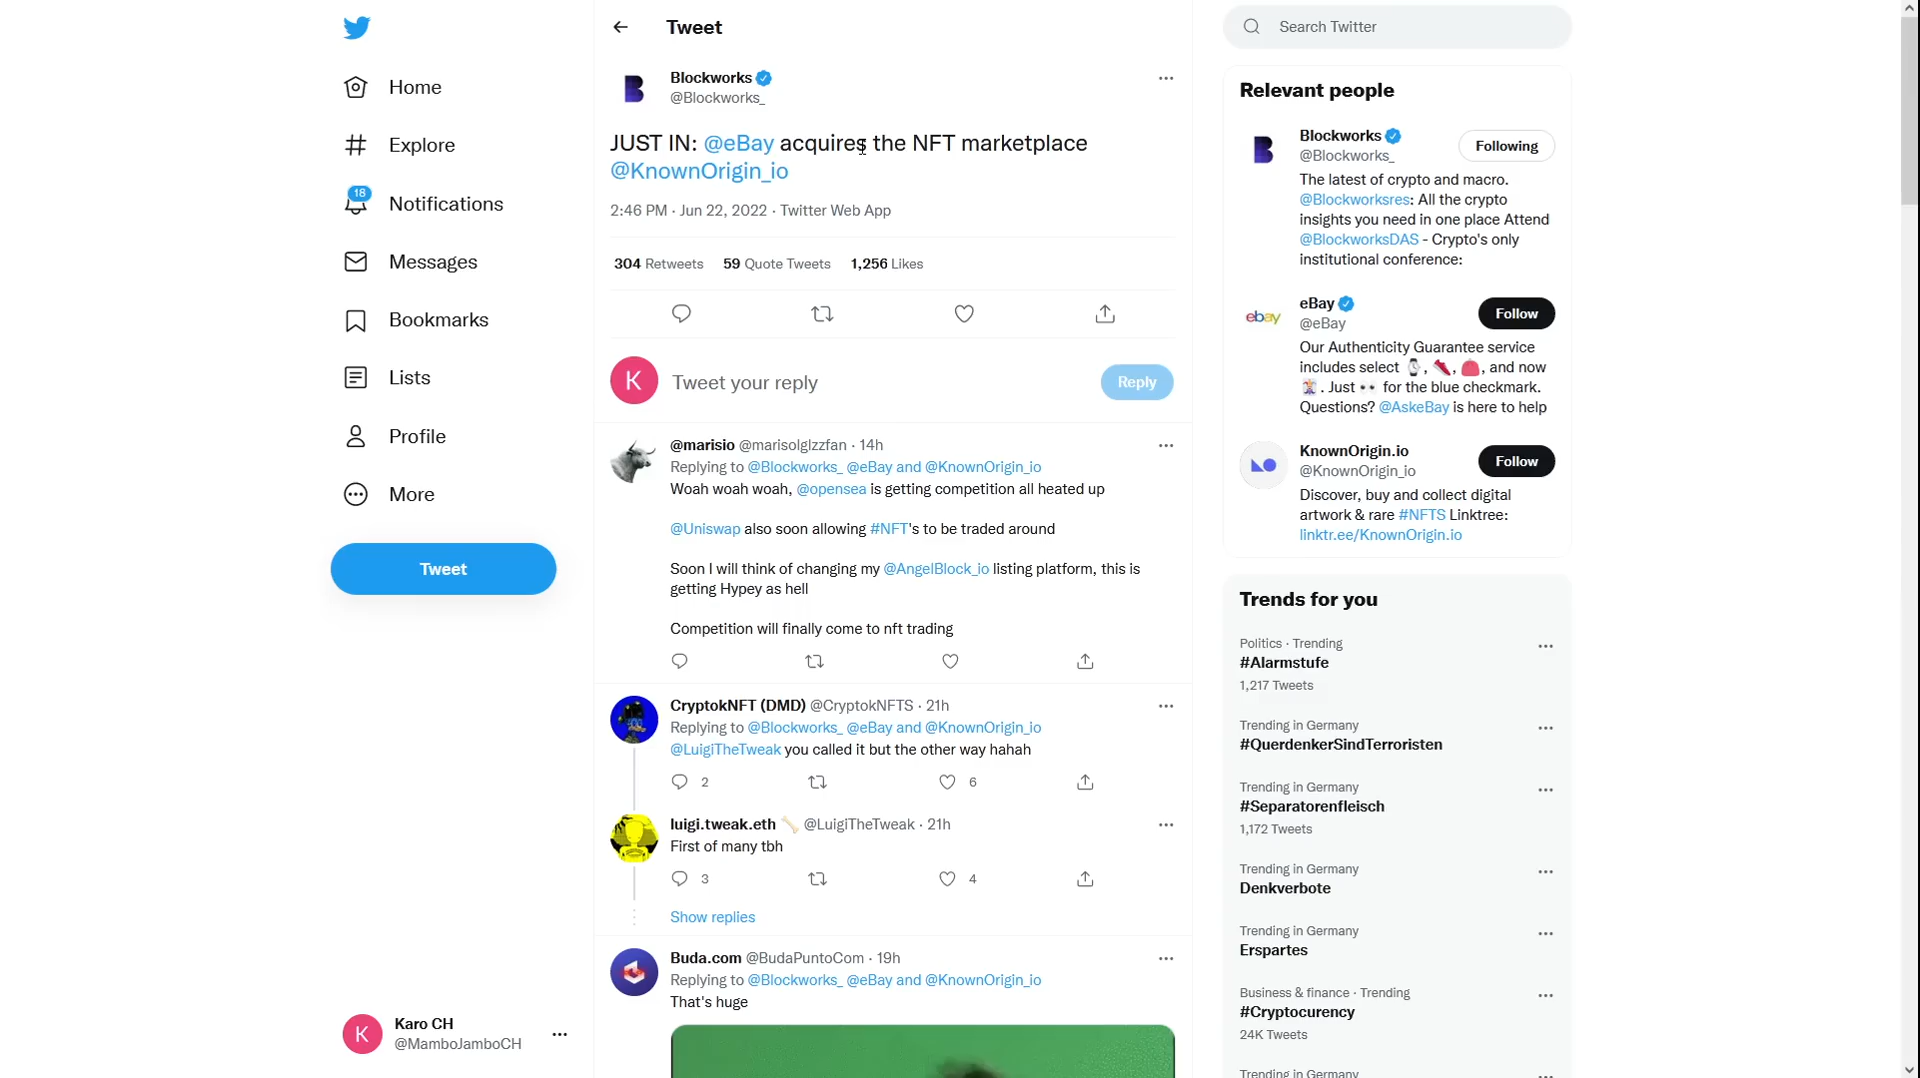 Home
Explore
18
Notifications
Messages
Bookmarks
Lists
Profile
More
Tweet
K
Karo CH
@MamboJamboCH
Tweet
Blockworks
@Blockworks_
JUST IN: @eBay acquires the NFT marketplace
@KnownOrigin_io
2:46 PM · Jun 22, 2022 · Twitter Web App
304 Retweets 59 Quote Tweets 1,256 Likes
K
Tweet your reply
Reply
@marisio @marisolglzzfan · 14h
Replying to @Blockworks_ @eBay and @KnownOrigin_io
Woah woah woah, @opensea is getting competition all heated up
@Uniswap also soon allowing #NFT's to be traded around
Soon I will think of changing my @AngelBlock_io listing platform, this is
getting Hypey as hell
Competition will finally come to nft trading
CryptokNFT (DMD) @CryptokNFTS · 21h
Replying to @Blockworks_ @eBay and @KnownOrigin_io
@LuigiTheTweak you called it but the other way hahah
2 6
luigi.tweak.eth @LuigiTheTweak · 21h
First of many tbh
3 4
Show replies
Buda.com @BudaPuntoCom · 19h
Replying to @Blockworks_ @eBay and @KnownOrigin_io
That's huge
Search Twitter
Relevant people
Blockworks
@Blockworks_
Following
The latest of crypto and macro.
@Blockworksres: All the crypto
insights you need in one place Attend
@BlockworksDAS - Crypto's only
institutional conference:
ebay
eBay
@eBay
Follow
Our Authenticity Guarantee service
includes select ⌚, 👠, 👛, and now
🃏. Just 👀 for the blue checkmark.
Questions? @AskeBay is here to help
KnownOrigin.io
@KnownOrigin_io
Follow
Discover, buy and collect digital
artwork & rare #NFTS Linktree:
linktr.ee/KnownOrigin.io
Trends for you
Politics · Trending
#Alarmstufe
1,217 Tweets
Trending in Germany
#QuerdenkerSindTerroristen
Trending in Germany
#Separatorenfleisch
1,172 Tweets
Trending in Germany
Denkverbote
Trending in Germany
Erspartes
Business & finance · Trending
#Cryptocurency
24K Tweets
Trending in Germany